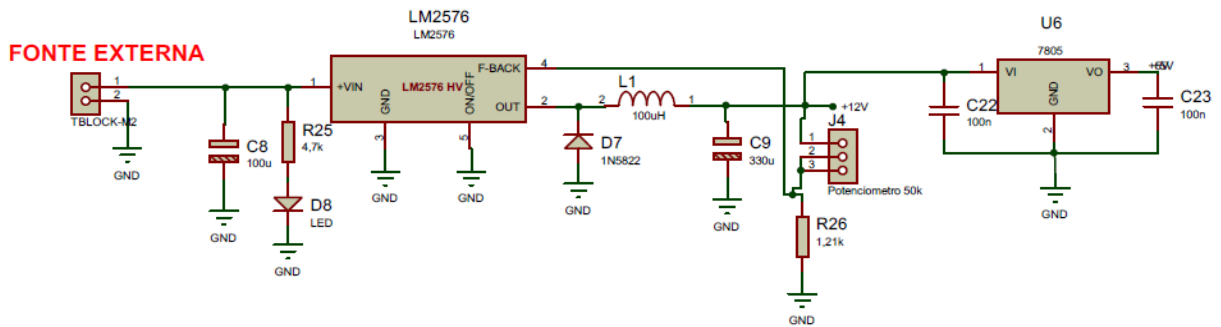 FONTE EXTERNA
1
2
TBLOCK-M2
GND
C8
100u
GND
R25
4,7k
D8
LED
GND
LM2576
LM2576
1
+VIN
GND
LM2576 HV
ON/OFF
F-BACK
OUT
3
5
4
2
GND
GND
D7
1N5822
GND
2
L1
1
100uH
C9
330u
GND
+12V
J4
1
2
3
Potenciometro 50k
R26
1,21k
GND
U6
7805
1
VI
VO
3
GND
2
C22
100n
C23
100n
GND